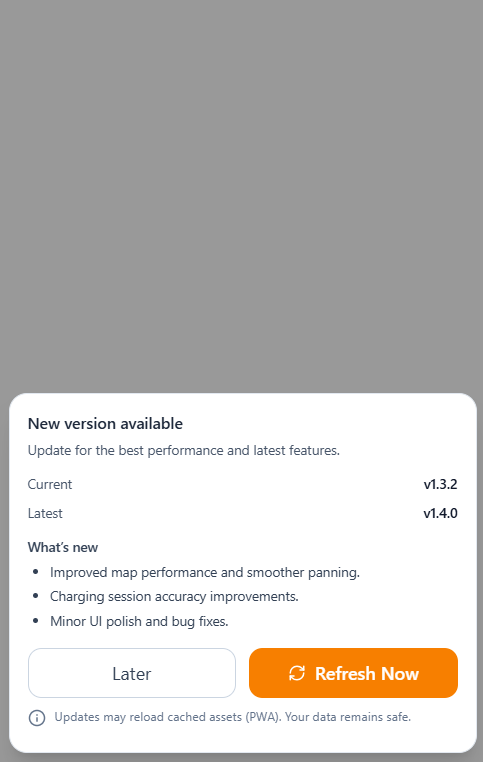 New version available
Update for the best performance and latest features.
Current v1.3.2
Latest v1.4.0
What's new
• Improved map performance and smoother panning.
• Charging session accuracy improvements.
• Minor UI polish and bug fixes.
Later Refresh Now
Updates may reload cached assets (PWA). Your data remains safe.